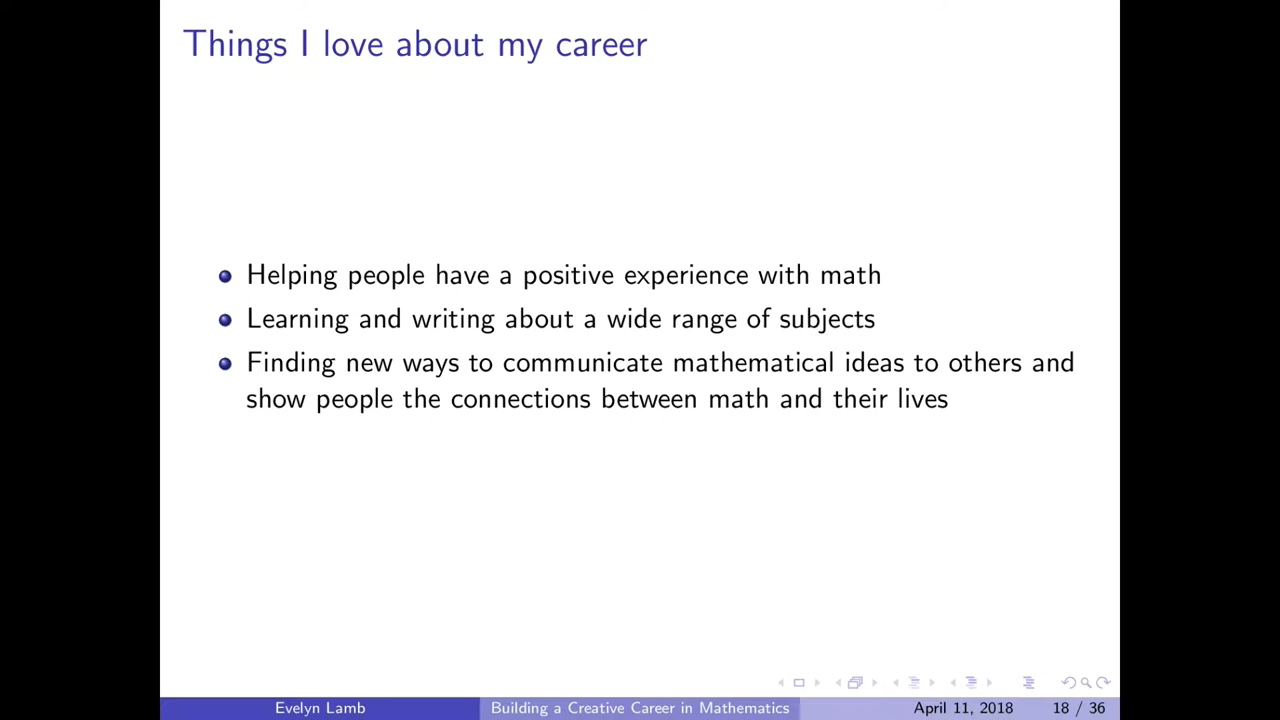 Things I love about my career
Helping people have a positive experience with math
Learning and writing about a wide range of subjects
Finding new ways to communicate mathematical ideas to others and
show people the connections between math and their lives
Evelyn Lamb
Building a Creative Career in Mathematics
April 11, 2018
18 / 36